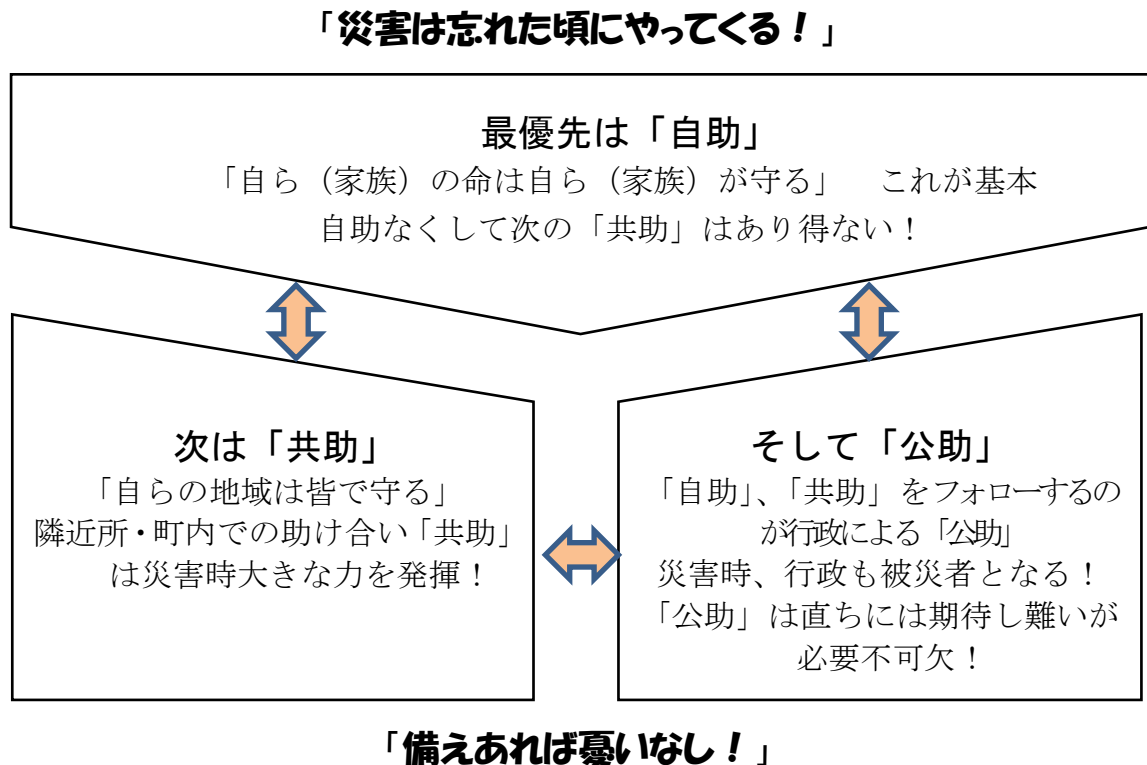 「災害は忘れた頃にやってくる！」
最優先は「自助」
「自ら（家族）の命は自ら（家族）が守る」　これが基本
自助なくして次の「共助」はあり得ない！
次は「共助」
「自らの地域は皆で守る」
隣近所・町内での助け合い「共助」
は災害時大きな力を発揮！
そして「公助」
「自助」、「共助」をフォローするの
が行政による「公助」
災害時、行政も被災者となる！
「公助」は直ちには期待し難いが
必要不可欠！
「備えあれば憂いなし！」